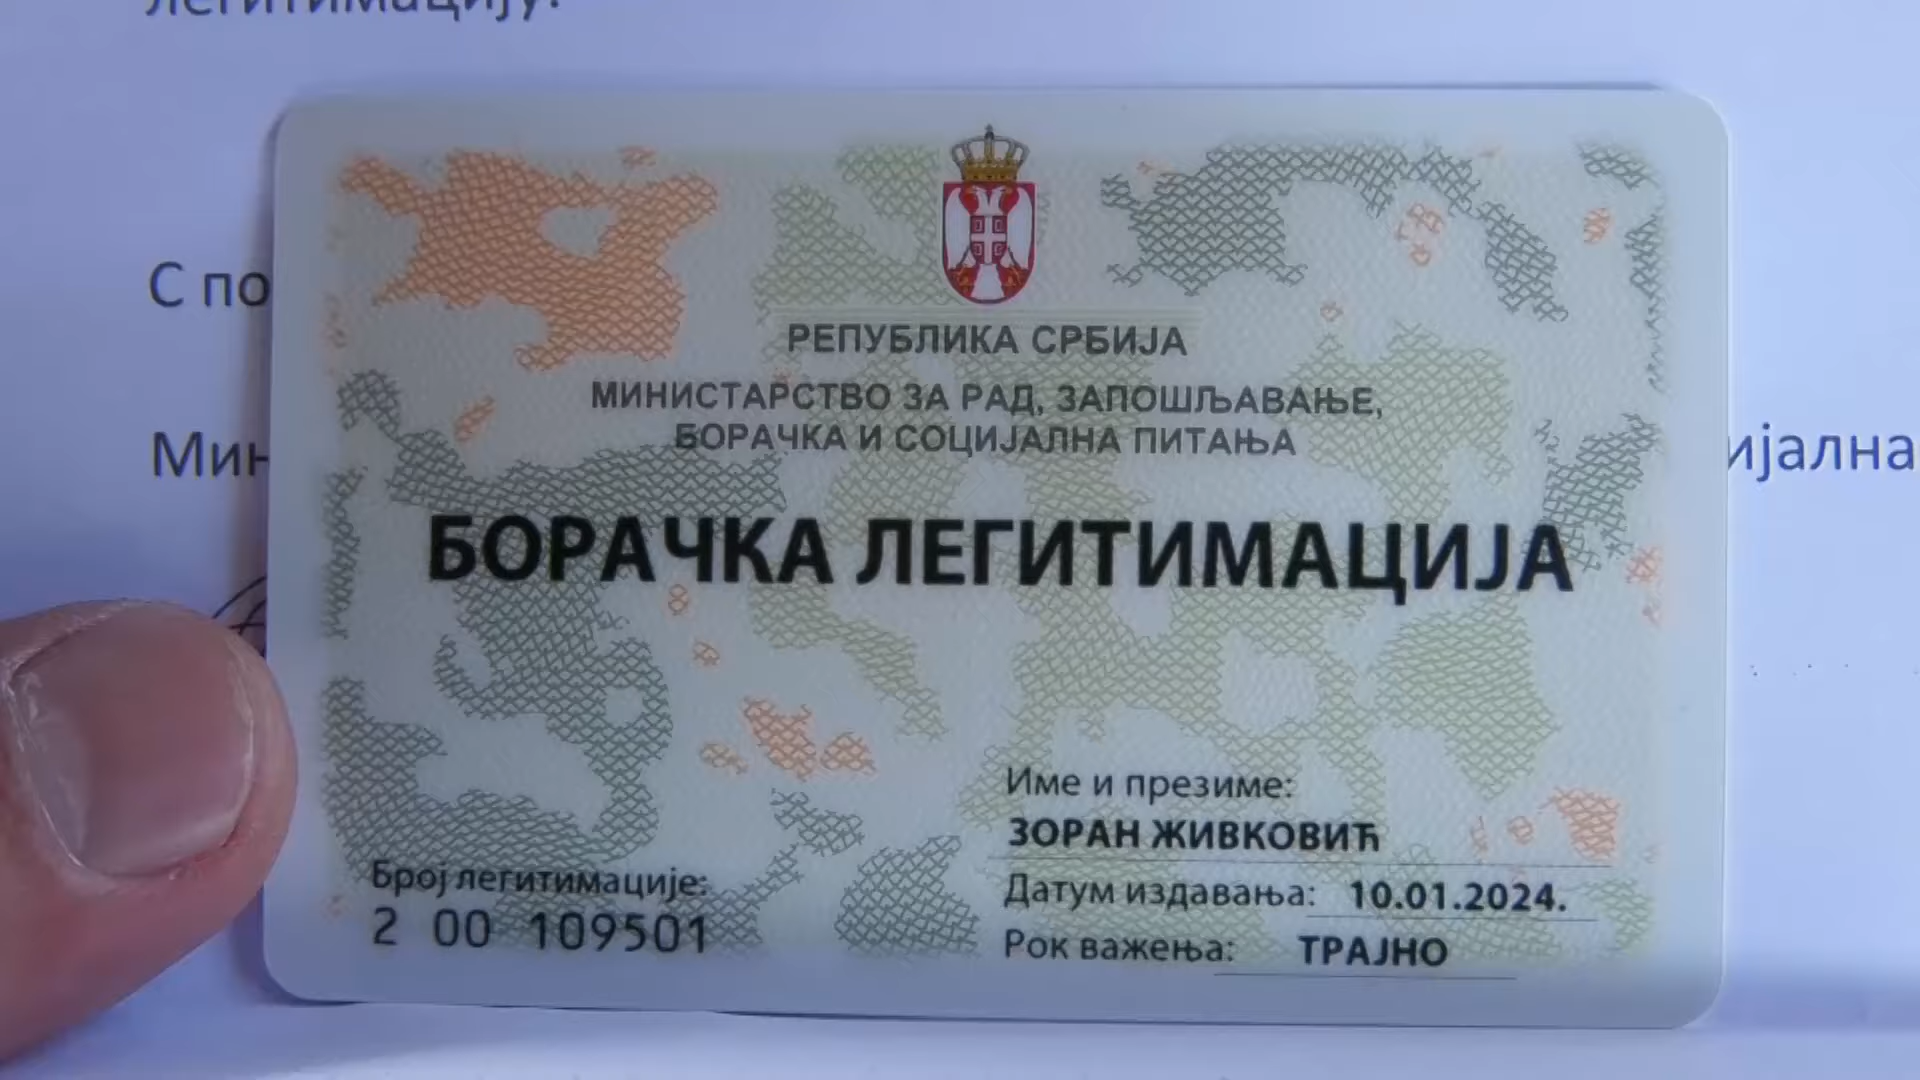 легитимацију.
С по
РЕПУБЛИКА СРБИЈА
МИНИСТАРСТВО ЗА РАД, ЗАПОШЉАВАЊЕ,
БОРАЧКА И СОЦИЈАЛНА ПИТАЊА
Мин
ијална
БОРАЧКА ЛЕГИТИМАЦИЈА
Име и презиме:
ЗОРАН ЖИВКОВИЋ
Број легитимације:
2 00 109501
Датум издавања: 10.01.2024.
Рок важења: ТРАЈНО